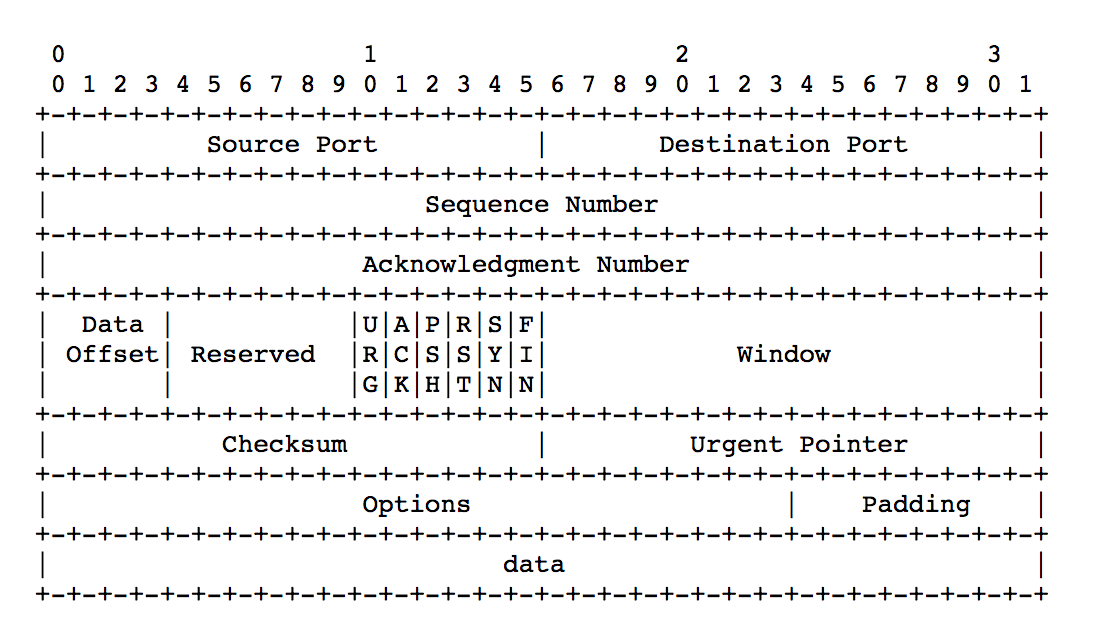 0                   1                   2                   3
 0 1 2 3 4 5 6 7 8 9 0 1 2 3 4 5 6 7 8 9 0 1 2 3 4 5 6 7 8 9 0 1
+-+-+-+-+-+-+-+-+-+-+-+-+-+-+-+-+-+-+-+-+-+-+-+-+-+-+-+-+-+-+-+-+
|          Source Port          |       Destination Port        |
+-+-+-+-+-+-+-+-+-+-+-+-+-+-+-+-+-+-+-+-+-+-+-+-+-+-+-+-+-+-+-+-+
|                        Sequence Number                        |
+-+-+-+-+-+-+-+-+-+-+-+-+-+-+-+-+-+-+-+-+-+-+-+-+-+-+-+-+-+-+-+-+
|                    Acknowledgment Number                      |
+-+-+-+-+-+-+-+-+-+-+-+-+-+-+-+-+-+-+-+-+-+-+-+-+-+-+-+-+-+-+-+-+
|  Data |           |U|A|P|R|S|F|                               |
| Offset| Reserved  |R|C|S|S|Y|I|            Window             |
|       |           |G|K|H|T|N|N|                               |
+-+-+-+-+-+-+-+-+-+-+-+-+-+-+-+-+-+-+-+-+-+-+-+-+-+-+-+-+-+-+-+-+
|           Checksum            |         Urgent Pointer        |
+-+-+-+-+-+-+-+-+-+-+-+-+-+-+-+-+-+-+-+-+-+-+-+-+-+-+-+-+-+-+-+-+
|                    Options                    |    Padding    |
+-+-+-+-+-+-+-+-+-+-+-+-+-+-+-+-+-+-+-+-+-+-+-+-+-+-+-+-+-+-+-+-+
|                             data                              |
+-+-+-+-+-+-+-+-+-+-+-+-+-+-+-+-+-+-+-+-+-+-+-+-+-+-+-+-+-+-+-+-+